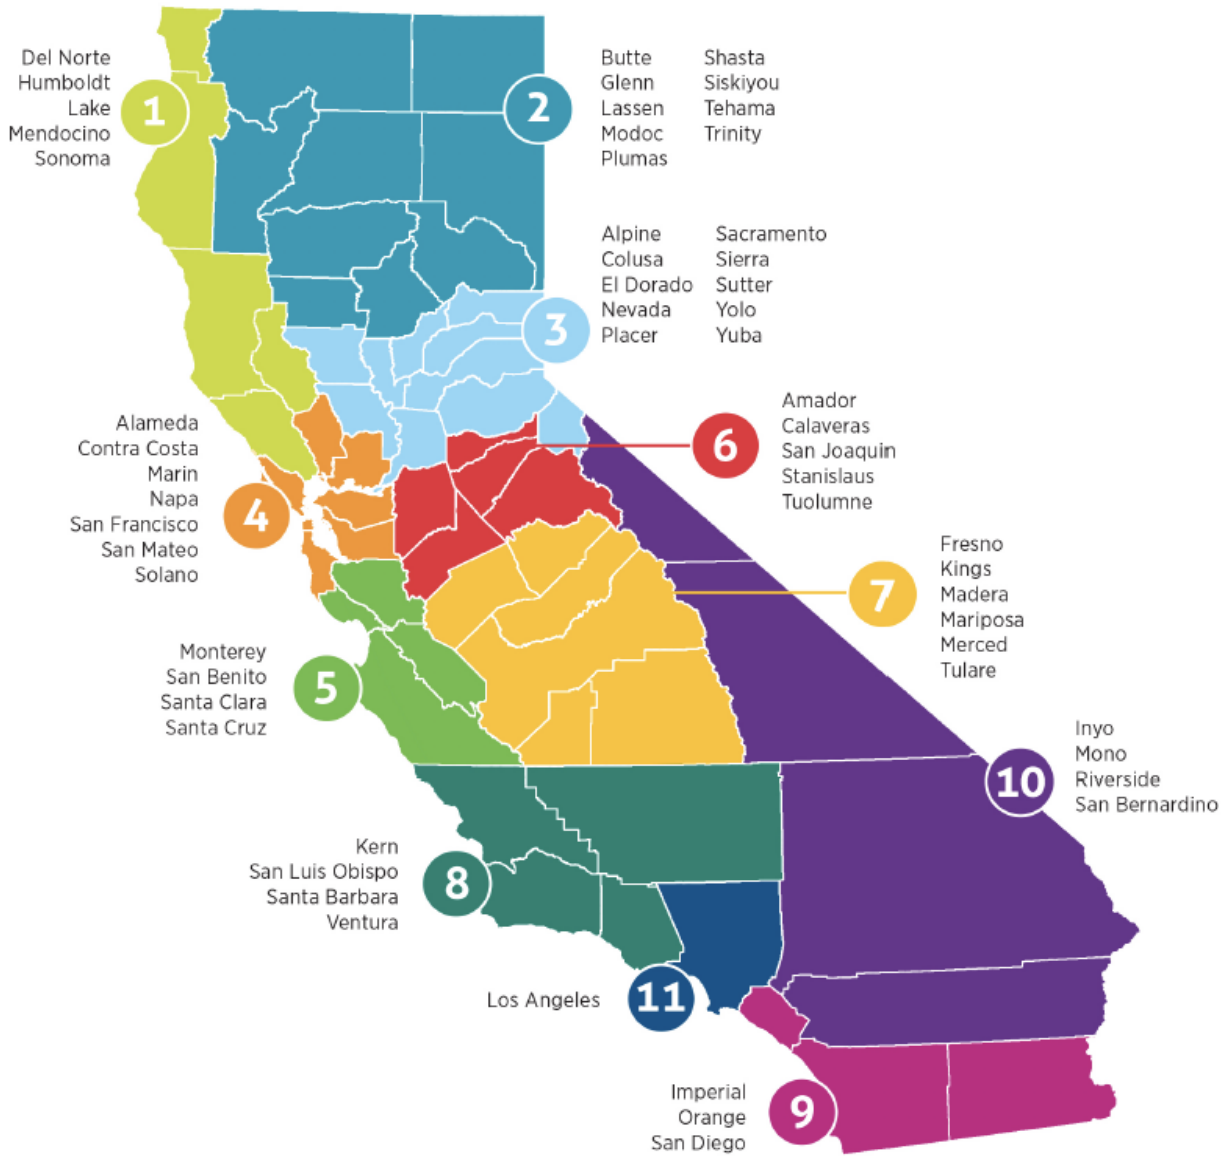 Del Norte
Humboldt
Lake
Mendocino
Sonoma
1
2
Butte Shasta
Glenn Siskiyou
Lassen Tehama
Modoc Trinity
Plumas
3
Alpine Sacramento
Colusa Sierra
El Dorado Sutter
Nevada Yolo
Placer Yuba
Alameda
Contra Costa
Marin
Napa
San Francisco
San Mateo
Solano
4
6
Amador
Calaveras
San Joaquin
Stanislaus
Tuolumne
7
Fresno
Kings
Madera
Mariposa
Merced
Tulare
Monterey
San Benito
Santa Clara
Santa Cruz
5
10
Inyo
Mono
Riverside
San Bernardino
Kern
San Luis Obispo
Santa Barbara
Ventura
8
Los Angeles
11
Imperial
Orange
San Diego
9